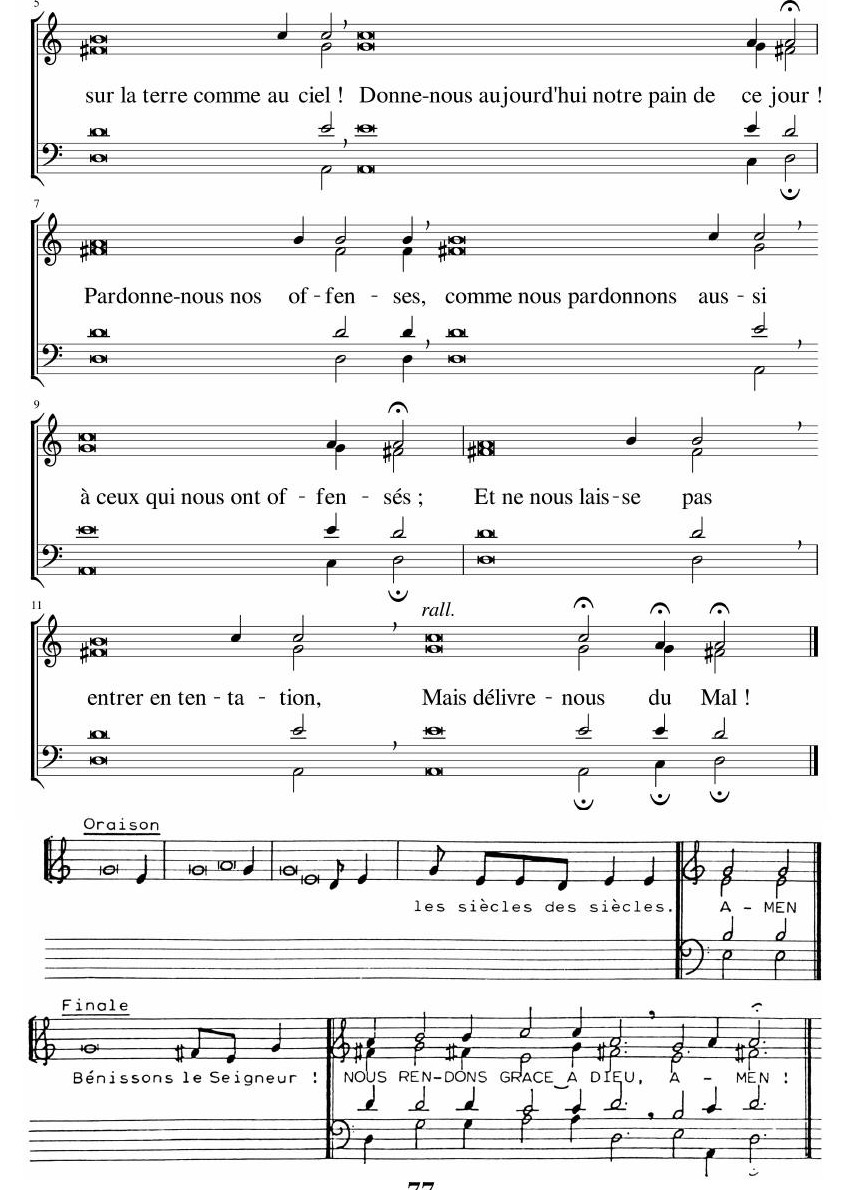 5
sur la terre comme au ciel ! Donne-nous aujourd'hui notre pain de ce jour !
7
Pardonne-nous nos of - fen - ses, comme nous pardonnons aus - si
9
à ceux qui nous ont of - fen - sés ; Et ne nous lais - se pas
11
rall.
entrer en ten - ta - tion, Mais délivre - nous du Mal !
Oraison
les siècles des siècles. A - MEN
Finale
Bénissons le Seigneur ! NOUS REN-DONS GRACE A DIEU, A - MEN !
77